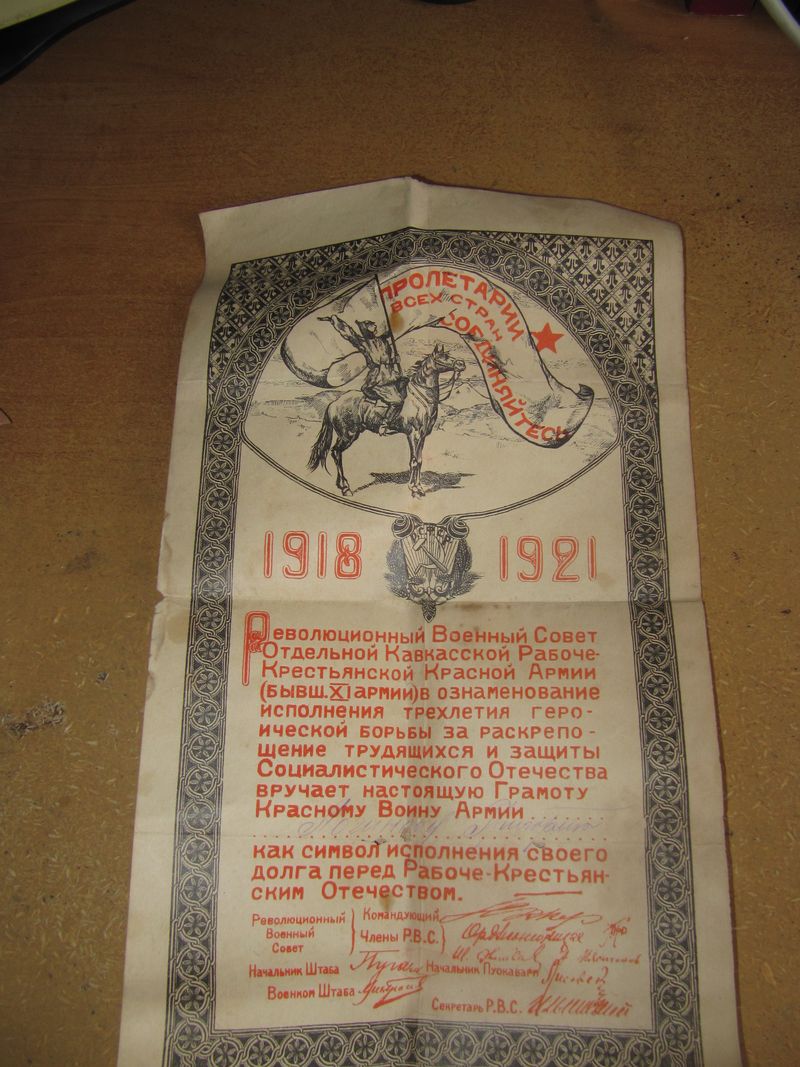 ПРОЛЕТАРИИ
ВСЕХ СТРАН
СОЕДИНЯЙТЕСЬ
1918 1921
Революционный Военный Совет
Отдельной Кавкасской Рабоче-
Крестьянской Красной Армии
(бывш. XI армии) в ознаменование
исполнения трехлетия геро-
ической борьбы за раскрепо-
щение трудящихся и защиты
Социалистического Отечества
вручает настоящую Грамоту
Красному Воину Армии
как символ исполнения своего
долга перед Рабоче-Крестьян-
ским Отечеством.
Революционный Военный Совет
Командующий
Члены Р.В.С. Орджоникидзе
Начальник Штаба Начальник Пуокаварм
Военком Штаба
Секретарь Р.В.С.